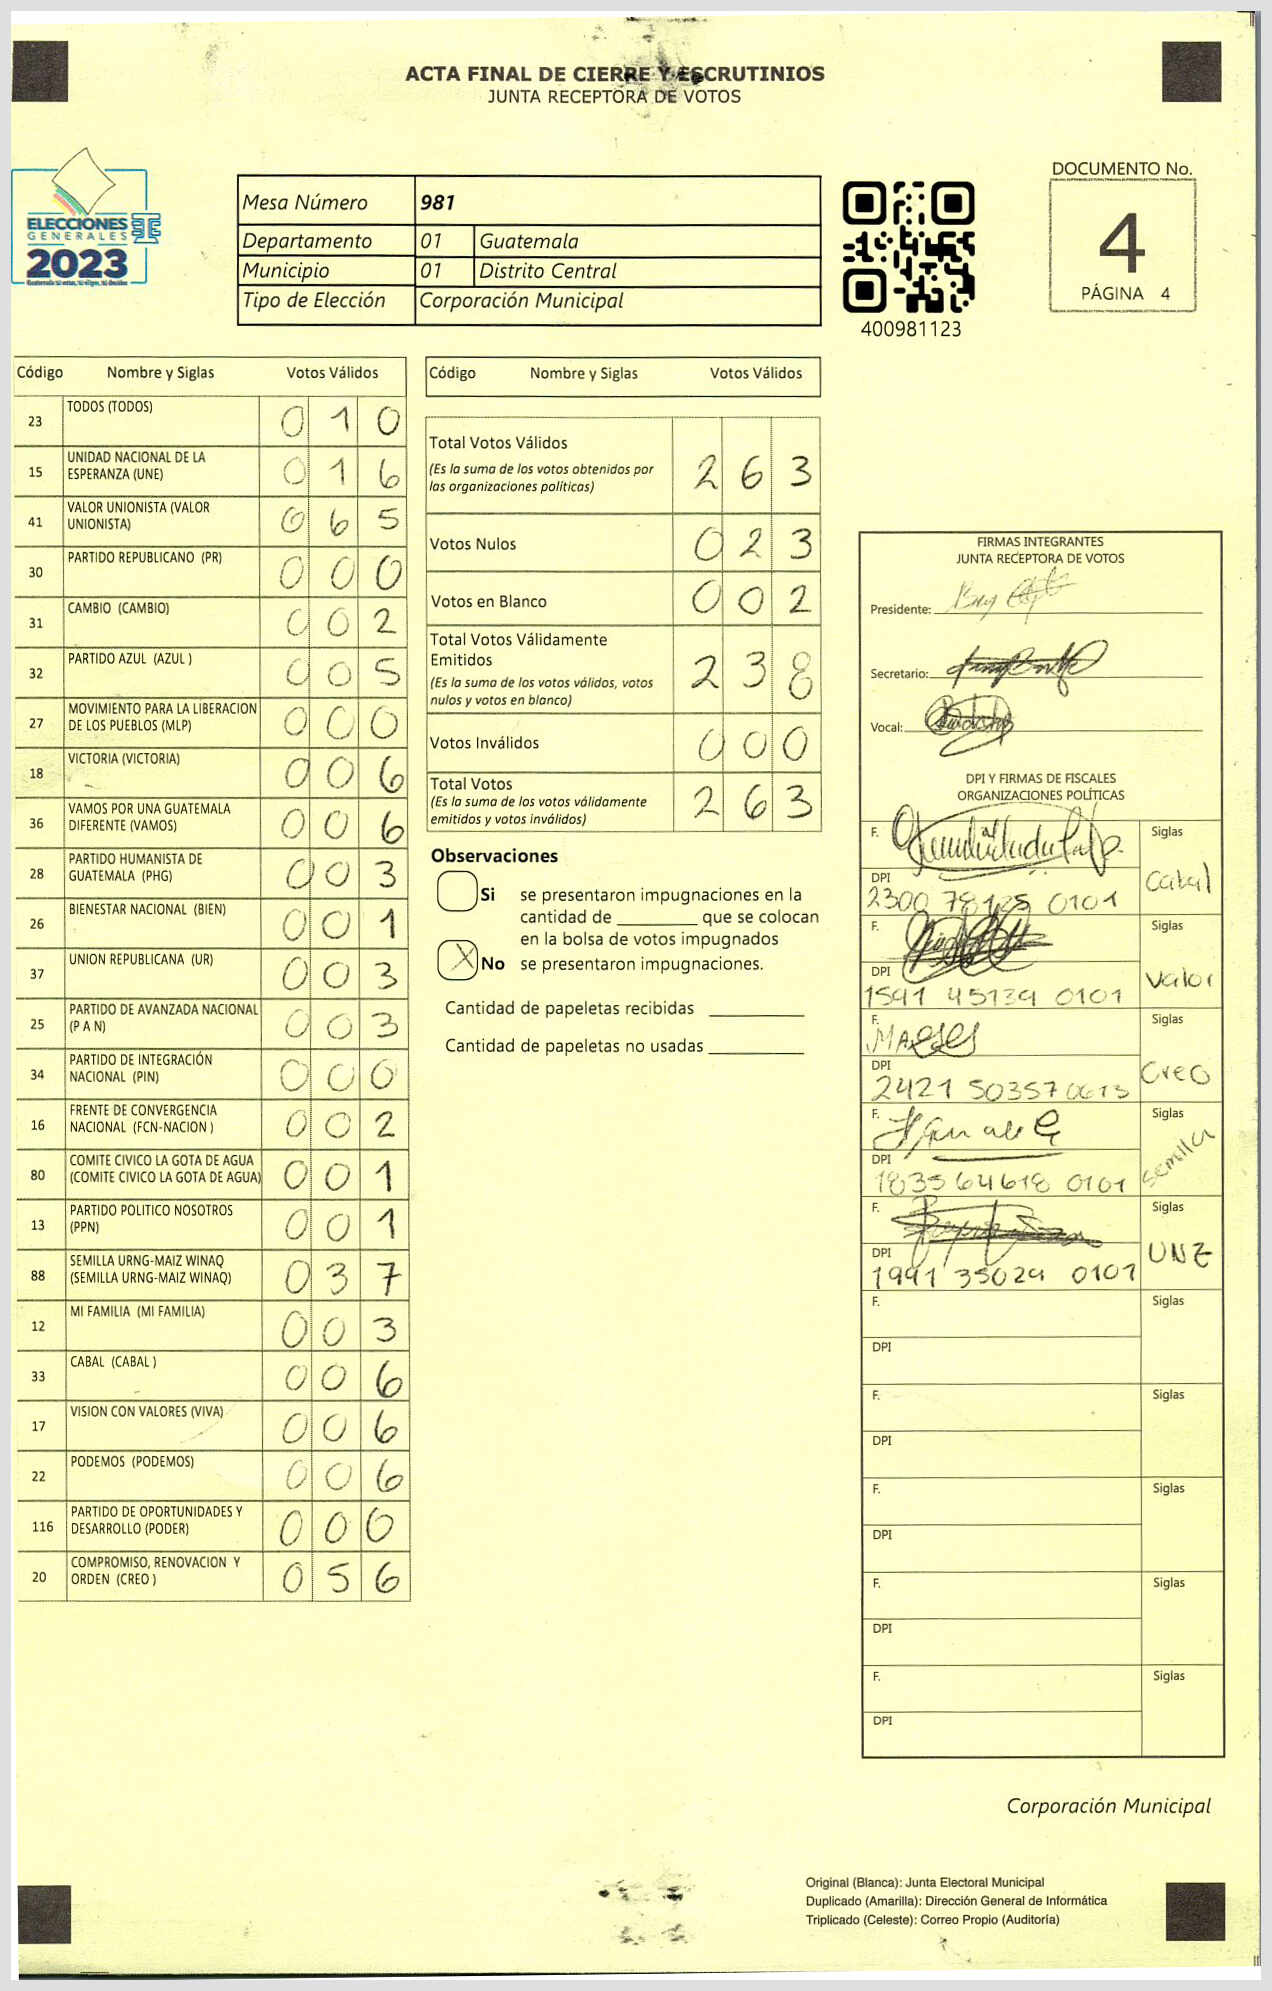 ACTA FINAL DE CIERRE Y ESCRUTINIOS
JUNTA RECEPTORA DE VOTOS
ELECCIONES
GENERALES
2023
Mesa Número 981
Departamento 01 Guatemala
Municipio 01 Distrito Central
Tipo de Elección Corporación Municipal
400981123
DOCUMENTO No.
4
PÁGINA 4
Código Nombre y Siglas Votos Válidos
23 TODOS (TODOS) 0 1 0
15 UNIDAD NACIONAL DE LA
ESPERANZA (UNE) 0 1 6
41 VALOR UNIONISTA (VALOR
UNIONISTA) 0 6 5
30 PARTIDO REPUBLICANO (PR) 0 0 0
31 CAMBIO (CAMBIO) 0 0 2
32 PARTIDO AZUL (AZUL ) 0 0 5
27 MOVIMIENTO PARA LA LIBERACION
DE LOS PUEBLOS (MLP) 0 0 0
18 VICTORIA (VICTORIA) 0 0 6
36 VAMOS POR UNA GUATEMALA
DIFERENTE (VAMOS) 0 0 6
28 PARTIDO HUMANISTA DE
GUATEMALA (PHG) 0 0 3
26 BIENESTAR NACIONAL (BIEN) 0 0 1
37 UNION REPUBLICANA (UR) 0 0 3
25 PARTIDO DE AVANZADA NACIONAL
(P A N) 0 0 3
34 PARTIDO DE INTEGRACIÓN
NACIONAL (PIN) 0 0 0
16 FRENTE DE CONVERGENCIA
NACIONAL (FCN-NACION ) 0 0 2
80 COMITE CIVICO LA GOTA DE AGUA
(COMITE CIVICO LA GOTA DE AGUA) 0 0 1
13 PARTIDO POLITICO NOSOTROS
(PPN) 0 0 1
88 SEMILLA URNG-MAIZ WINAQ
(SEMILLA URNG-MAIZ WINAQ) 0 3 7
12 MI FAMILIA (MI FAMILIA) 0 0 3
33 CABAL (CABAL ) 0 0 6
17 VISION CON VALORES (VIVA) 0 0 6
22 PODEMOS (PODEMOS) 0 0 6
116 PARTIDO DE OPORTUNIDADES Y
DESARROLLO (PODER) 0 0 0
20 COMPROMISO, RENOVACION Y
ORDEN (CREO ) 0 5 6
Código Nombre y Siglas Votos Válidos
Total Votos Válidos 2 6 3
(Es la suma de los votos obtenidos por
las organizaciones políticas)
Votos Nulos 0 2 3
Votos en Blanco 0 0 2
Total Votos Válidamente
Emitidos 2 3 8
(Es la suma de los votos válidos, votos
nulos y votos en blanco)
Votos Inválidos 0 0 0
Total Votos 2 6 3
(Es la suma de los votos válidamente
emitidos y votos inválidos)
Observaciones
Si se presentaron impugnaciones en la
cantidad de ________ que se colocan
en la bolsa de votos impugnados
X No se presentaron impugnaciones.
Cantidad de papeletas recibidas
Cantidad de papeletas no usadas
FIRMAS INTEGRANTES
JUNTA RECEPTORA DE VOTOS
Presidente:
Secretario:
Vocal:
DPI Y FIRMAS DE FISCALES
ORGANIZACIONES POLÍTICAS
F. Siglas
DPI Cabal
2300 78125 0101
F. Siglas
DPI Valor
1591 45139 0101
F. Siglas
DPI Creo
2421 50357 0613
F. Siglas
DPI Semilla
1835 64618 0101
F. Siglas
DPI UNE
1991 35029 0101
F. Siglas
DPI
F. Siglas
DPI
F. Siglas
DPI
F. Siglas
DPI
F. Siglas
DPI
Corporación Municipal
Original (Blanca): Junta Electoral Municipal
Duplicado (Amarilla): Dirección General de Informática
Triplicado (Celeste): Correo Propio (Auditoría)